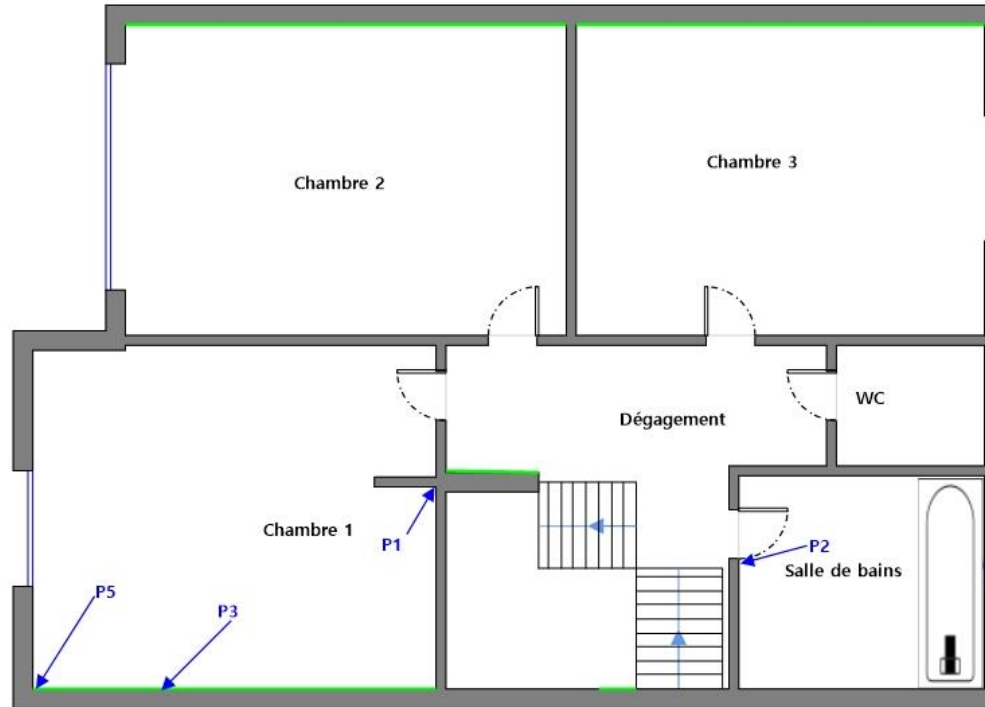 Chambre 2
Chambre 3
WC
Dégagement
Chambre 1
P1
P2
Salle de bains
P5
P3